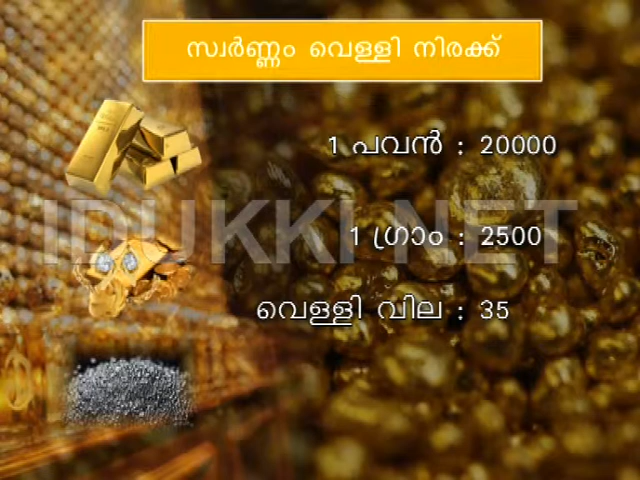 സ്വർണ്ണം വെള്ളി നിരക്ക്
1 പവൻ : 20000
IDUKKI NET
1 ഗ്രാം : 2500
വെള്ളി വില : 35